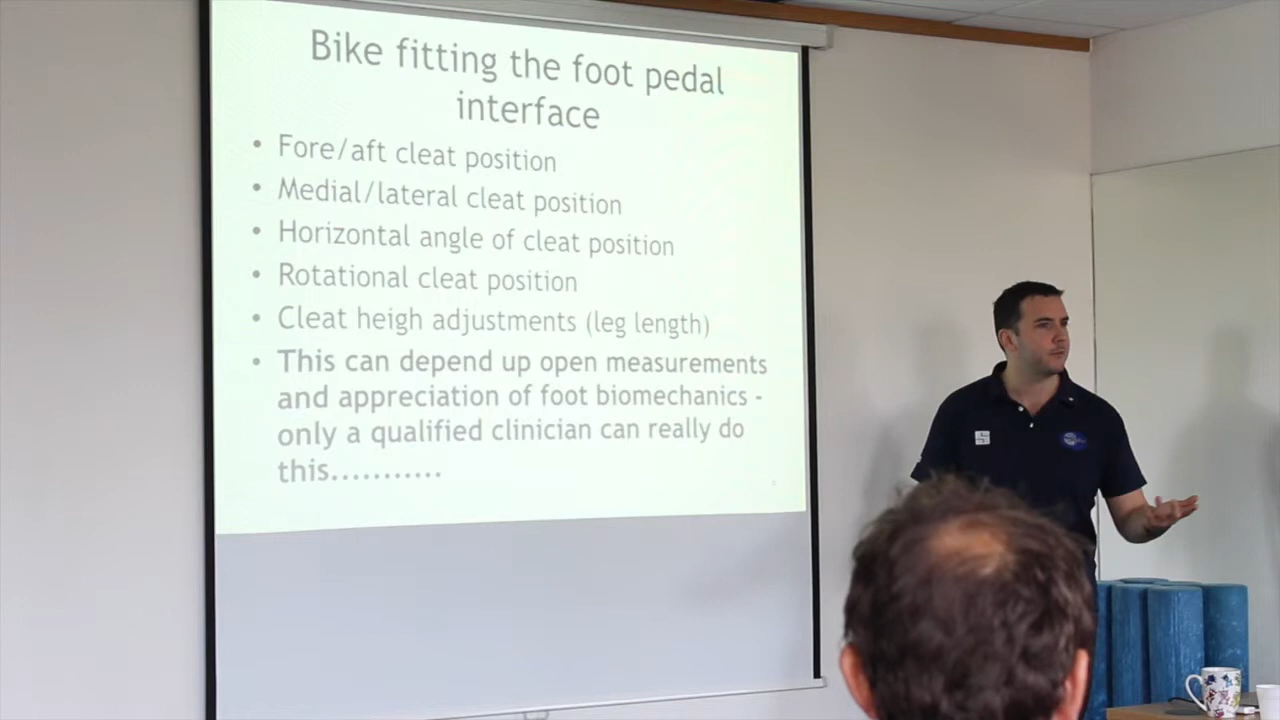 Bike fitting the foot pedal
interface
• Fore/aft cleat position
• Medial/lateral cleat position
• Horizontal angle of cleat position
• Rotational cleat position
• Cleat heigh adjustments (leg length)
• This can depend up open measurements
and appreciation of foot biomechanics -
only a qualified clinician can really do
this...........